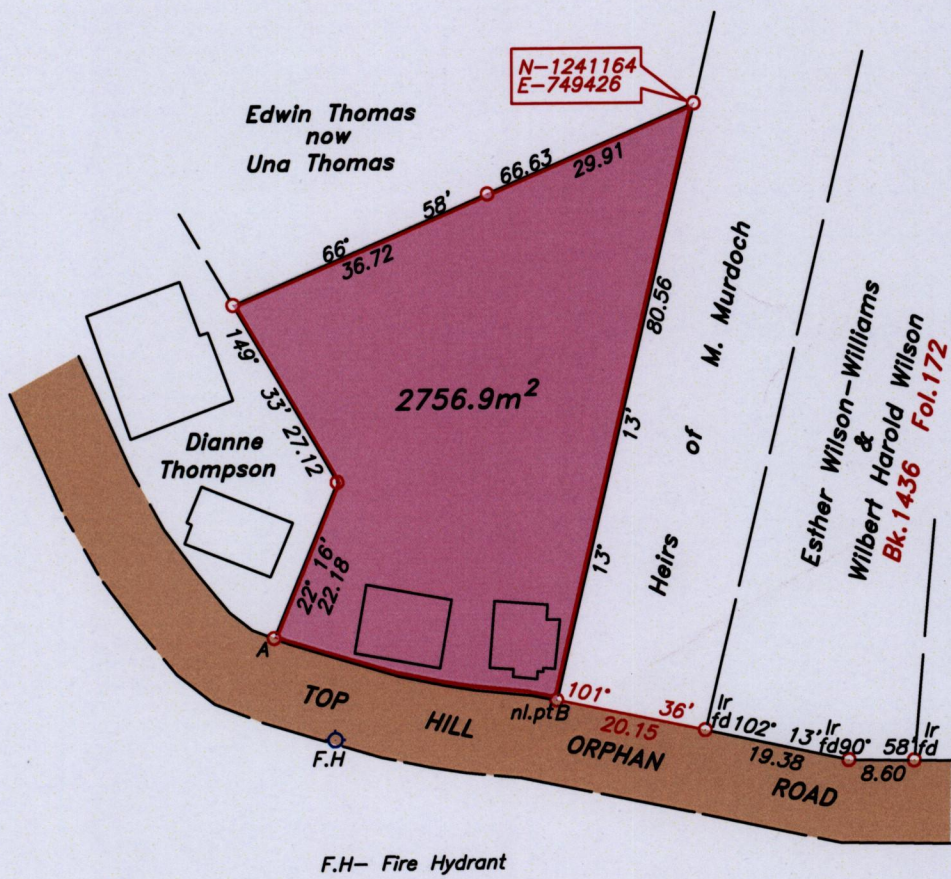 N-1241164
E-749426
Edwin Thomas
now
Una Thomas
66° 58' 66.63
36.72
29.91
149° 33' 27.12
80.56
13° 13'
2756.9m²
Dianne
Thompson
22° 16'
22.18
Heirs of M. Murdoch
Esther Wilson-Williams
&
Wilbert Harold Wilson
Bk.1436 Fol.172
A
nl.ptB
101° 36'
20.15
Ir
fd
102° 13'
19.38
Ir
fd
90° 58'
8.60
Ir
fd
TOP HILL ORPHAN ROAD
F.H
F.H- Fire Hydrant